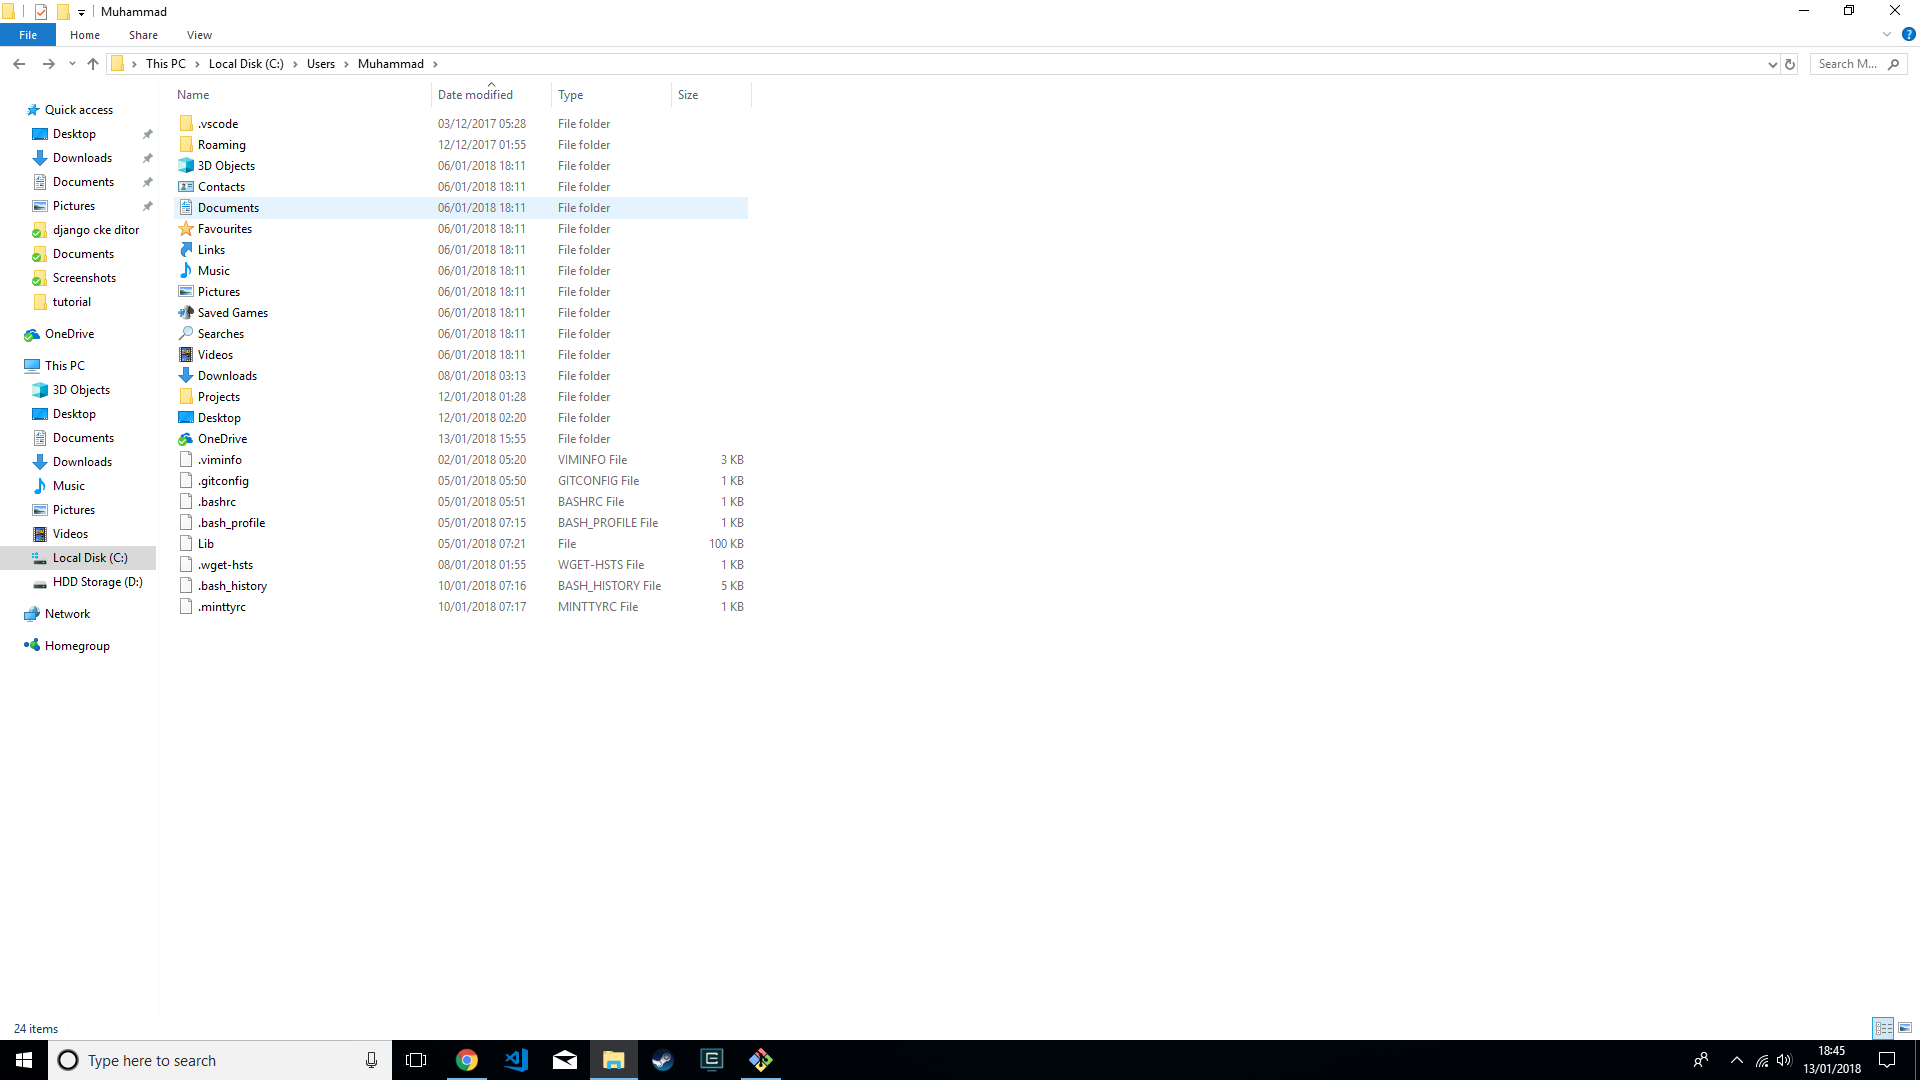 Muhammad
File Home Share View
This PC Local Disk (C:) Users Muhammad Search M...
Name Date modified Type Size
Quick access
Desktop
Downloads
Documents
Pictures
django cke ditor
Documents
Screenshots
tutorial
OneDrive
This PC
3D Objects
Desktop
Documents
Downloads
Music
Pictures
Videos
Local Disk (C:)
HDD Storage (D:)
Network
Homegroup
.vscode 03/12/2017 05:28 File folder
Roaming 12/12/2017 01:55 File folder
3D Objects 06/01/2018 18:11 File folder
Contacts 06/01/2018 18:11 File folder
Documents 06/01/2018 18:11 File folder
Favourites 06/01/2018 18:11 File folder
Links 06/01/2018 18:11 File folder
Music 06/01/2018 18:11 File folder
Pictures 06/01/2018 18:11 File folder
Saved Games 06/01/2018 18:11 File folder
Searches 06/01/2018 18:11 File folder
Videos 06/01/2018 18:11 File folder
Downloads 08/01/2018 03:13 File folder
Projects 12/01/2018 01:28 File folder
Desktop 12/01/2018 02:20 File folder
OneDrive 13/01/2018 15:55 File folder
.viminfo 02/01/2018 05:20 VIMINFO File 3 KB
.gitconfig 05/01/2018 05:50 GITCONFIG File 1 KB
.bashrc 05/01/2018 05:51 BASHRC File 1 KB
.bash_profile 05/01/2018 07:15 BASH_PROFILE File 1 KB
Lib 05/01/2018 07:21 File 100 KB
.wget-hsts 08/01/2018 01:55 WGET-HSTS File 1 KB
.bash_history 10/01/2018 07:16 BASH_HISTORY File 5 KB
.minttyrc 10/01/2018 07:17 MINTTYRC File 1 KB
24 items
Type here to search
18:45
13/01/2018